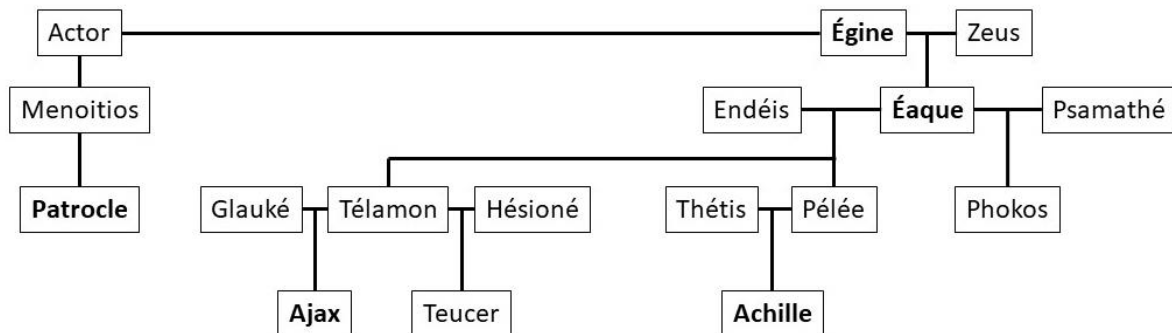 Actor Égine Zeus
Menoitios Endéis Éaque Psamathé
Patrocle Glauké Télamon Hésioné Thétis Pélée Phokos
Ajax Teucer Achille